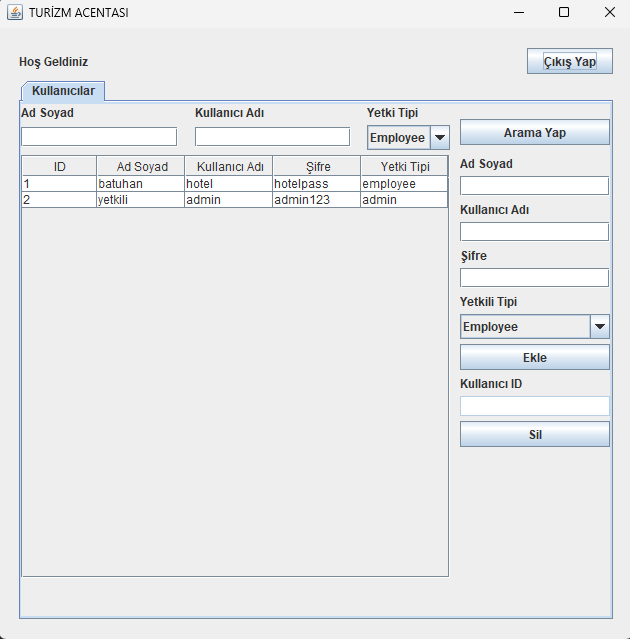 TURİZM ACENTASI
Hoş Geldiniz
Çıkış Yap
Kullanıcılar
Ad Soyad Kullanıcı Adı Yetki Tipi
Employee
Arama Yap
ID Ad Soyad Kullanıcı Adı Şifre Yetki Tipi
1 batuhan hotel hotelpass employee
2 yetkili admin admin123 admin
Ad Soyad
Kullanıcı Adı
Şifre
Yetkili Tipi
Employee
Ekle
Kullanıcı ID
Sil